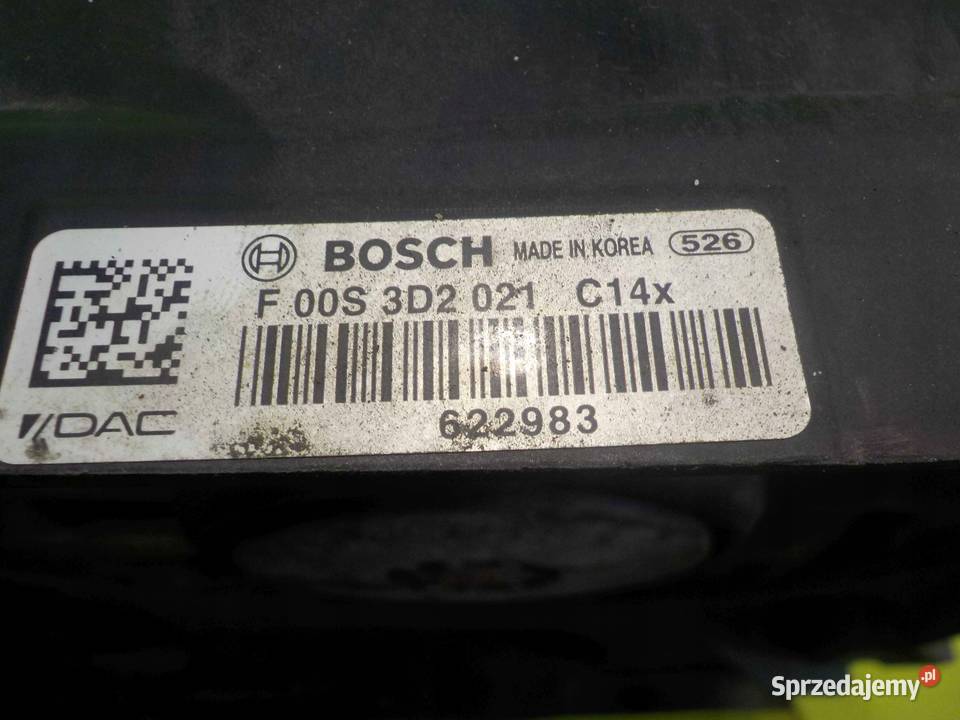 BOSCH MADE IN KOREA 526
F 00S 3D2 021 C14x
DAC
622983
Sprzedajemy.pl